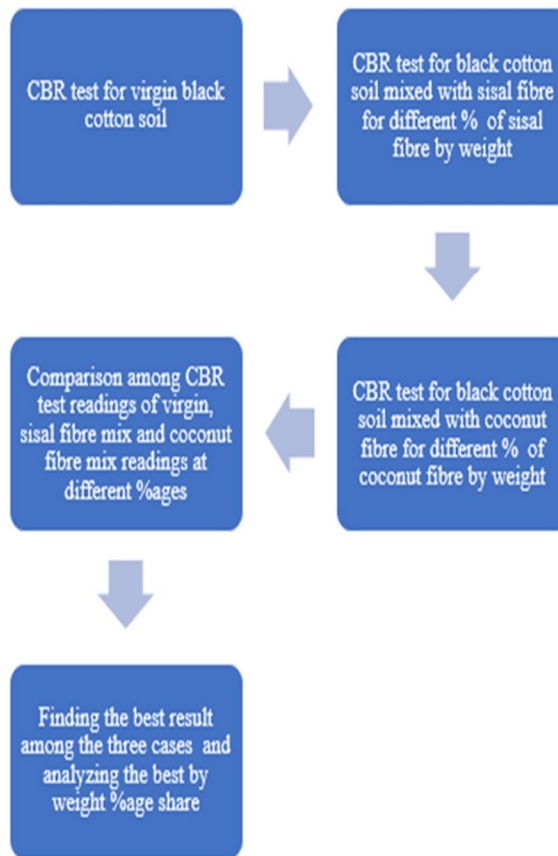 CBR test for virgin black
cotton soil
CBR test for black cotton
soil mixed with sisal fibre
for different % of sisal
fibre by weight
CBR test for black cotton
soil mixed with coconut
fibre for different % of
coconut fibre by weight
Comparison among CBR
test readings of virgin,
sisal fibre mix and coconut
fibre mix readings at
different %ages
Finding the best result
among the three cases and
analyzing the best by
weight %age share